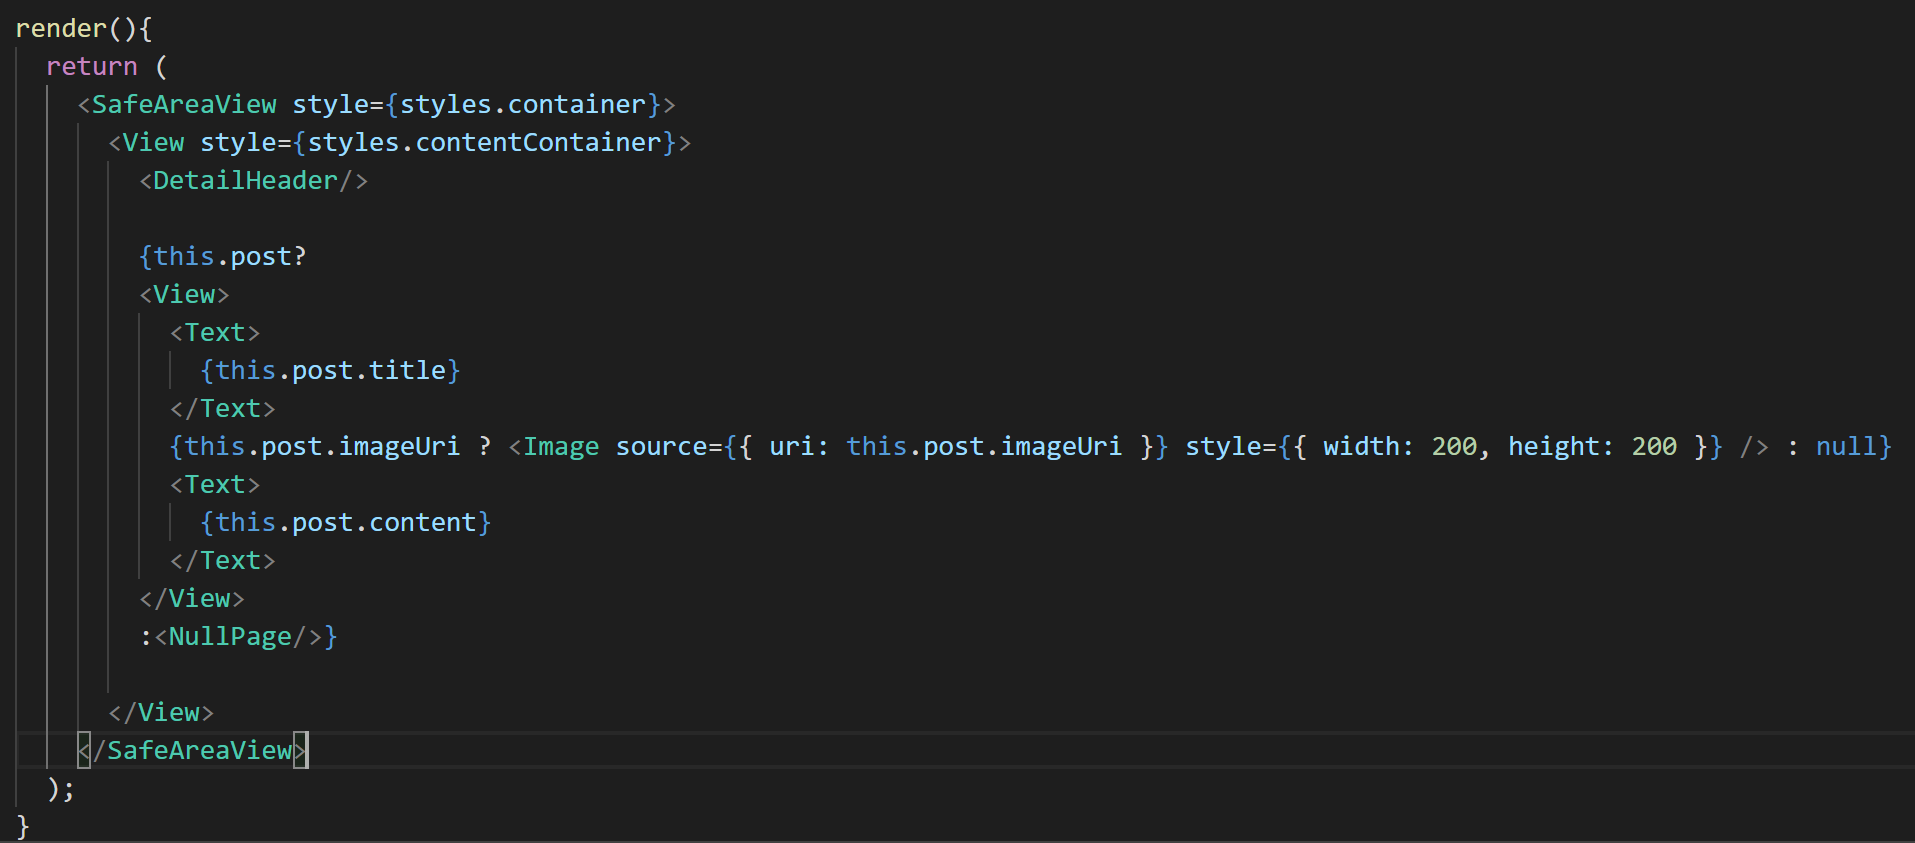 render(){
  return (
    <SafeAreaView style={styles.container}>
      <View style={styles.contentContainer}>
        <DetailHeader/>

        {this.post?
        <View>
          <Text>
            {this.post.title}
          </Text>
          {this.post.imageUri ? <Image source={{ uri: this.post.imageUri }} style={{ width: 200, height: 200 }} /> : null}
          <Text>
            {this.post.content}
          </Text>
        </View>
        :<NullPage/>}

      </View>
    </SafeAreaView>
  );
}